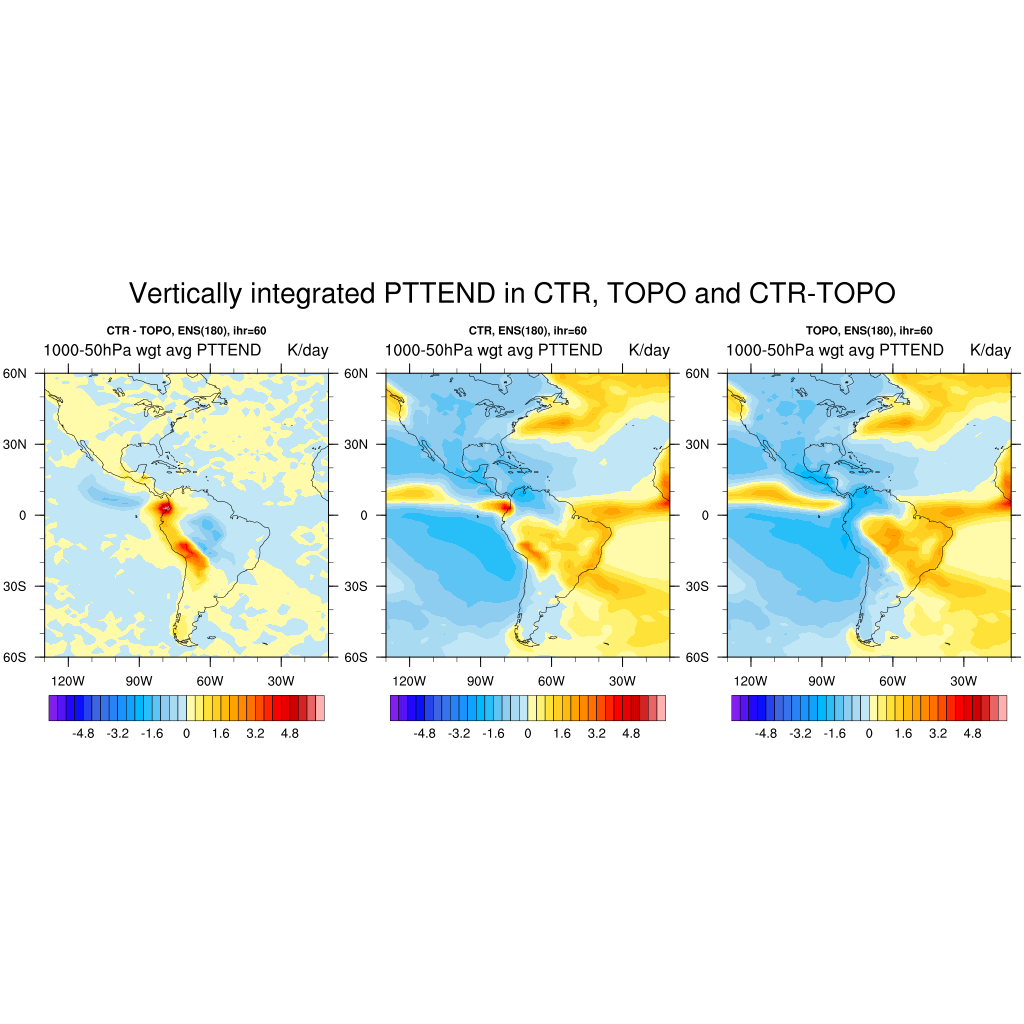 Vertically integrated PTTEND in CTR, TOPO and CTR-TOPO
CTR - TOPO, ENS(180), ihr=60
1000-50hPa wgt avg PTTEND K/day
60N
30N
0
30S
60S
120W 90W 60W 30W
-4.8 -3.2 -1.6 0 1.6 3.2 4.8
CTR, ENS(180), ihr=60
1000-50hPa wgt avg PTTEND K/day
60N
30N
0
30S
60S
120W 90W 60W 30W
-4.8 -3.2 -1.6 0 1.6 3.2 4.8
TOPO, ENS(180), ihr=60
1000-50hPa wgt avg PTTEND K/day
60N
30N
0
30S
60S
120W 90W 60W 30W
-4.8 -3.2 -1.6 0 1.6 3.2 4.8